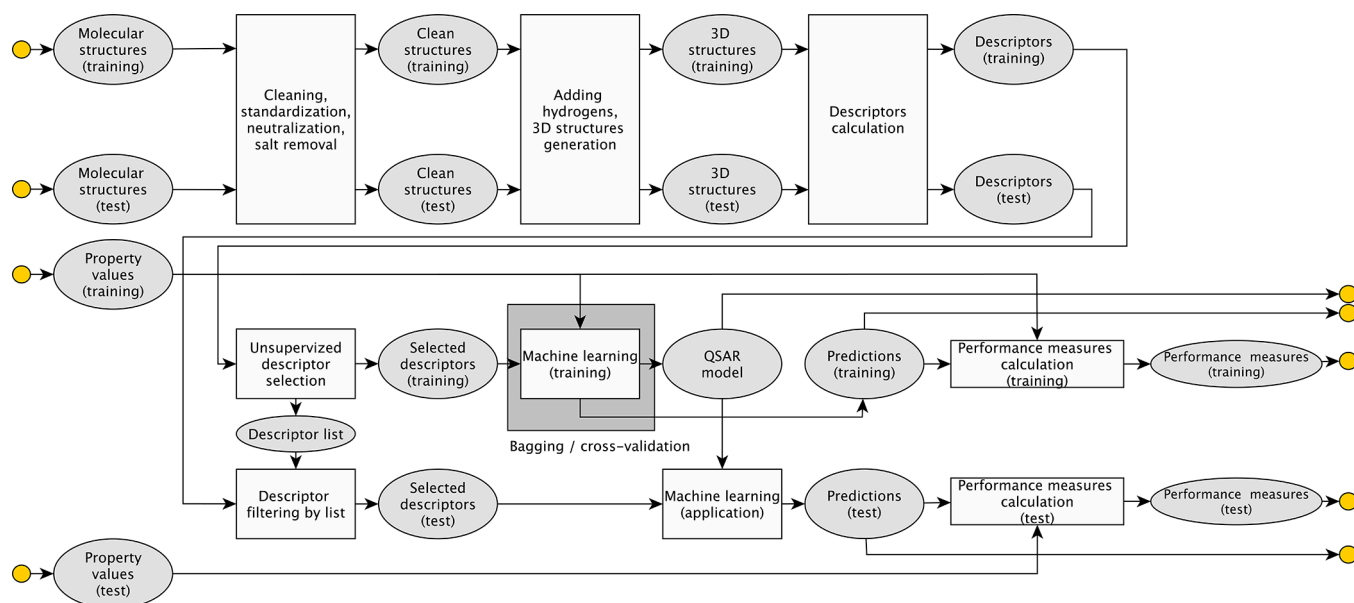 Molecular
structures
(training)
Cleaning,
standardization,
neutralization,
salt removal
Clean
structures
(training)
Adding
hydrogens,
3D structures
generation
3D
structures
(training)
Descriptors
calculation
Descriptors
(training)
Molecular
structures
(test)
Clean
structures
(test)
3D
structures
(test)
Descriptors
(test)
Property
values
(training)
Unsupervized
descriptor
selection
Selected
descriptors
(training)
Machine learning
(training)
Bagging / cross-validation
QSAR
model
Predictions
(training)
Performance measures
calculation
(training)
Performance measures
(training)
Descriptor list
Descriptor
filtering by list
Selected
descriptors
(test)
Machine learning
(application)
Predictions
(test)
Performance measures
calculation
(test)
Performance measures
(test)
Property
values
(test)